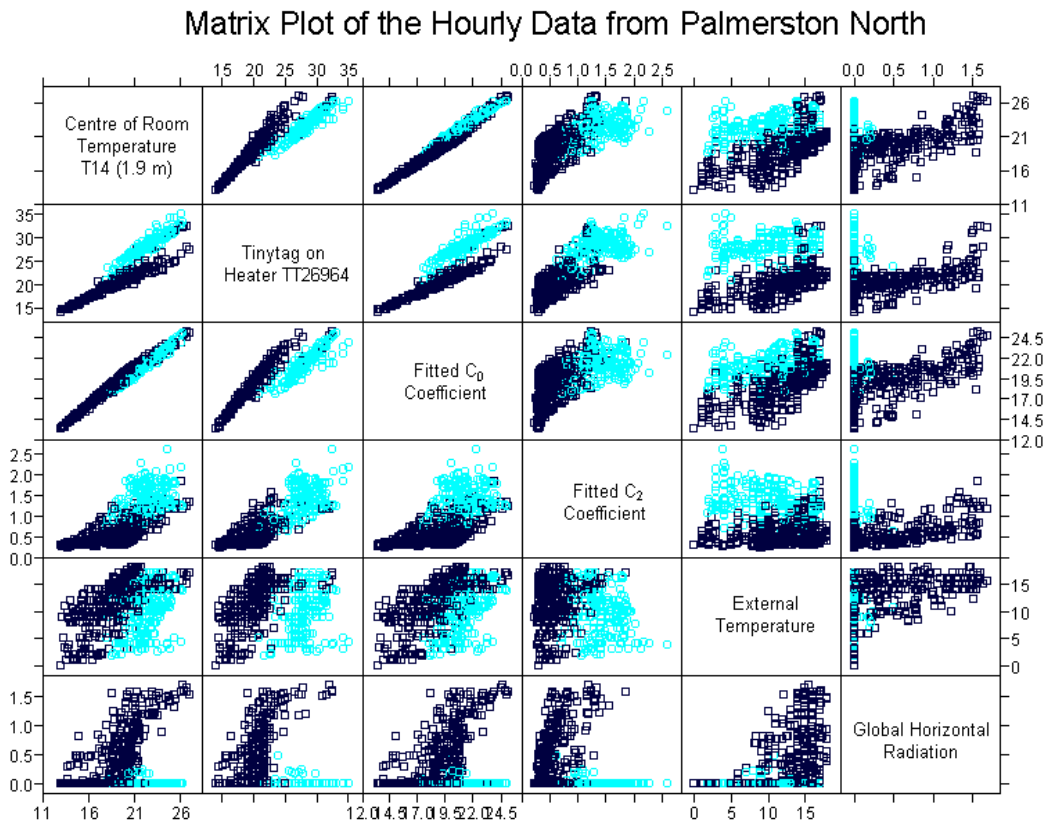 Matrix Plot of the Hourly Data from Palmerston North
15 20 25 30 35
0.0 0.5 1.0 1.5 2.0 2.5
0.0 0.5 1.0 1.5
Centre of Room
Temperature
T14 (1.9 m)
26
21
16
11
35
30
25
20
15
Tinytag on
Heater TT26964
Fitted C₀
Coefficient
24.5
22.0
19.5
17.0
14.5
12.0
2.5
2.0
1.5
1.0
0.5
0.0
Fitted C₂
Coefficient
External
Temperature
15
10
5
0
1.5
1.0
0.5
0.0
Global Horizontal
Radiation
11 16 21 26
12.0 14.5 17.0 19.5 22.0 24.5
0 5 10 15